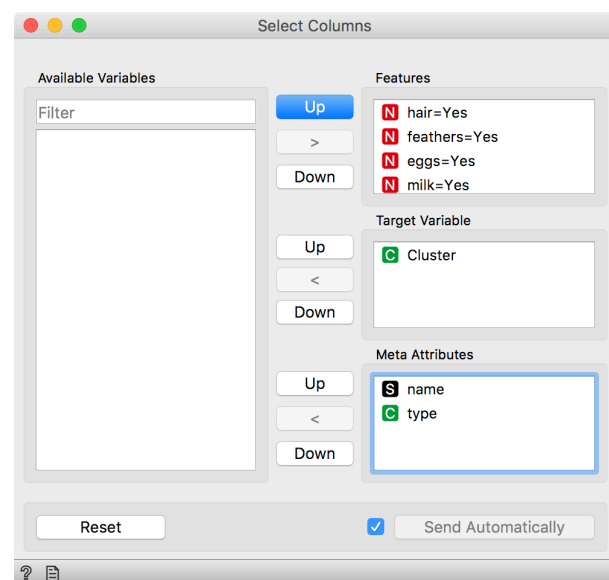 Select Columns
Available Variables
Filter
Up
>
Down
Up
<
Down
Up
<
Down
Features
N hair=Yes
N feathers=Yes
N eggs=Yes
N milk=Yes
Target Variable
C Cluster
Meta Attributes
S name
C type
Reset
Send Automatically
?